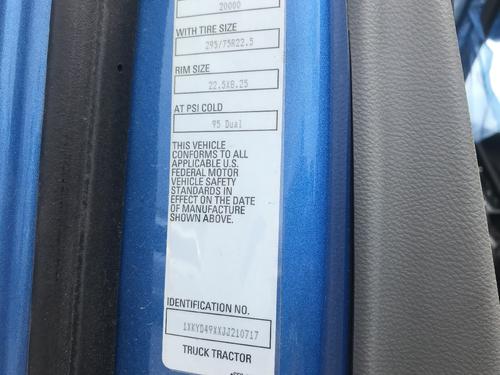 20000
WITH TIRE SIZE
295/75R22.5
RIM SIZE
22.5X8.25
AT PSI COLD
95 Dual
THIS VEHICLE
CONFORMS TO ALL
APPLICABLE U.S.
FEDERAL MOTOR
VEHICLE SAFETY
STANDARDS IN
EFFECT ON THE DATE
OF MANUFACTURE
SHOWN ABOVE.
IDENTIFICATION NO.
1XKYD49XXJJ210717
TRUCK TRACTOR